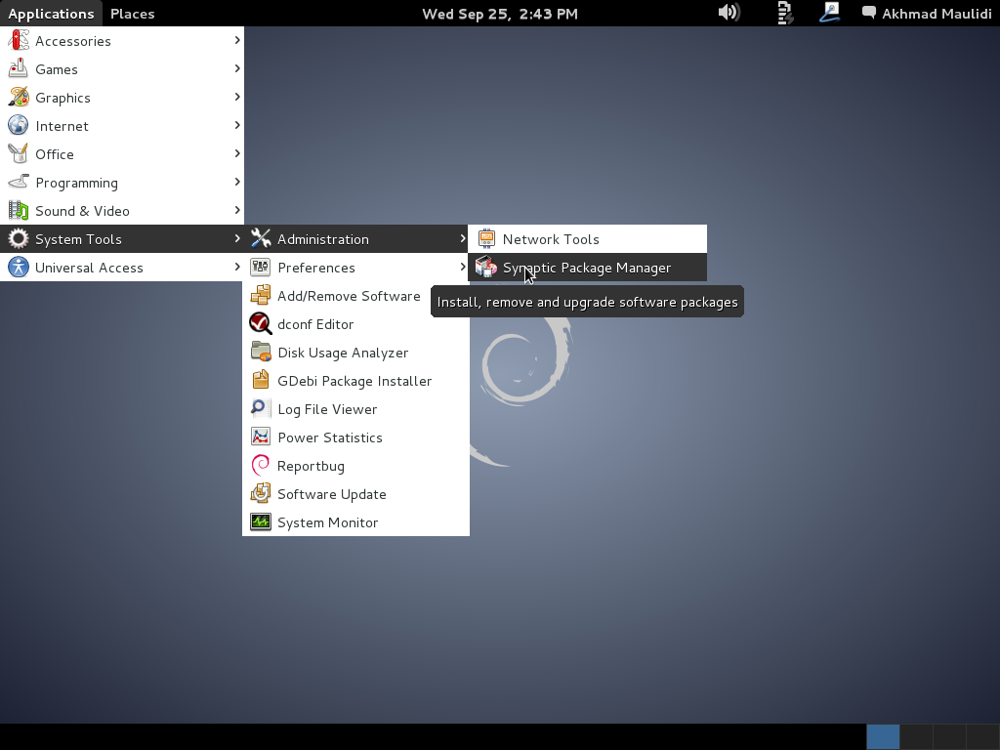 Applications Places Wed Sep 25, 2:43 PM Akhmad Maulidi
Accessories
Games
Graphics
Internet
Office
Programming
Sound & Video
System Tools
Universal Access
Administration
Preferences
Add/Remove Software
dconf Editor
Disk Usage Analyzer
GDebi Package Installer
Log File Viewer
Power Statistics
Reportbug
Software Update
System Monitor
Network Tools
Synaptic Package Manager
Install, remove and upgrade software packages